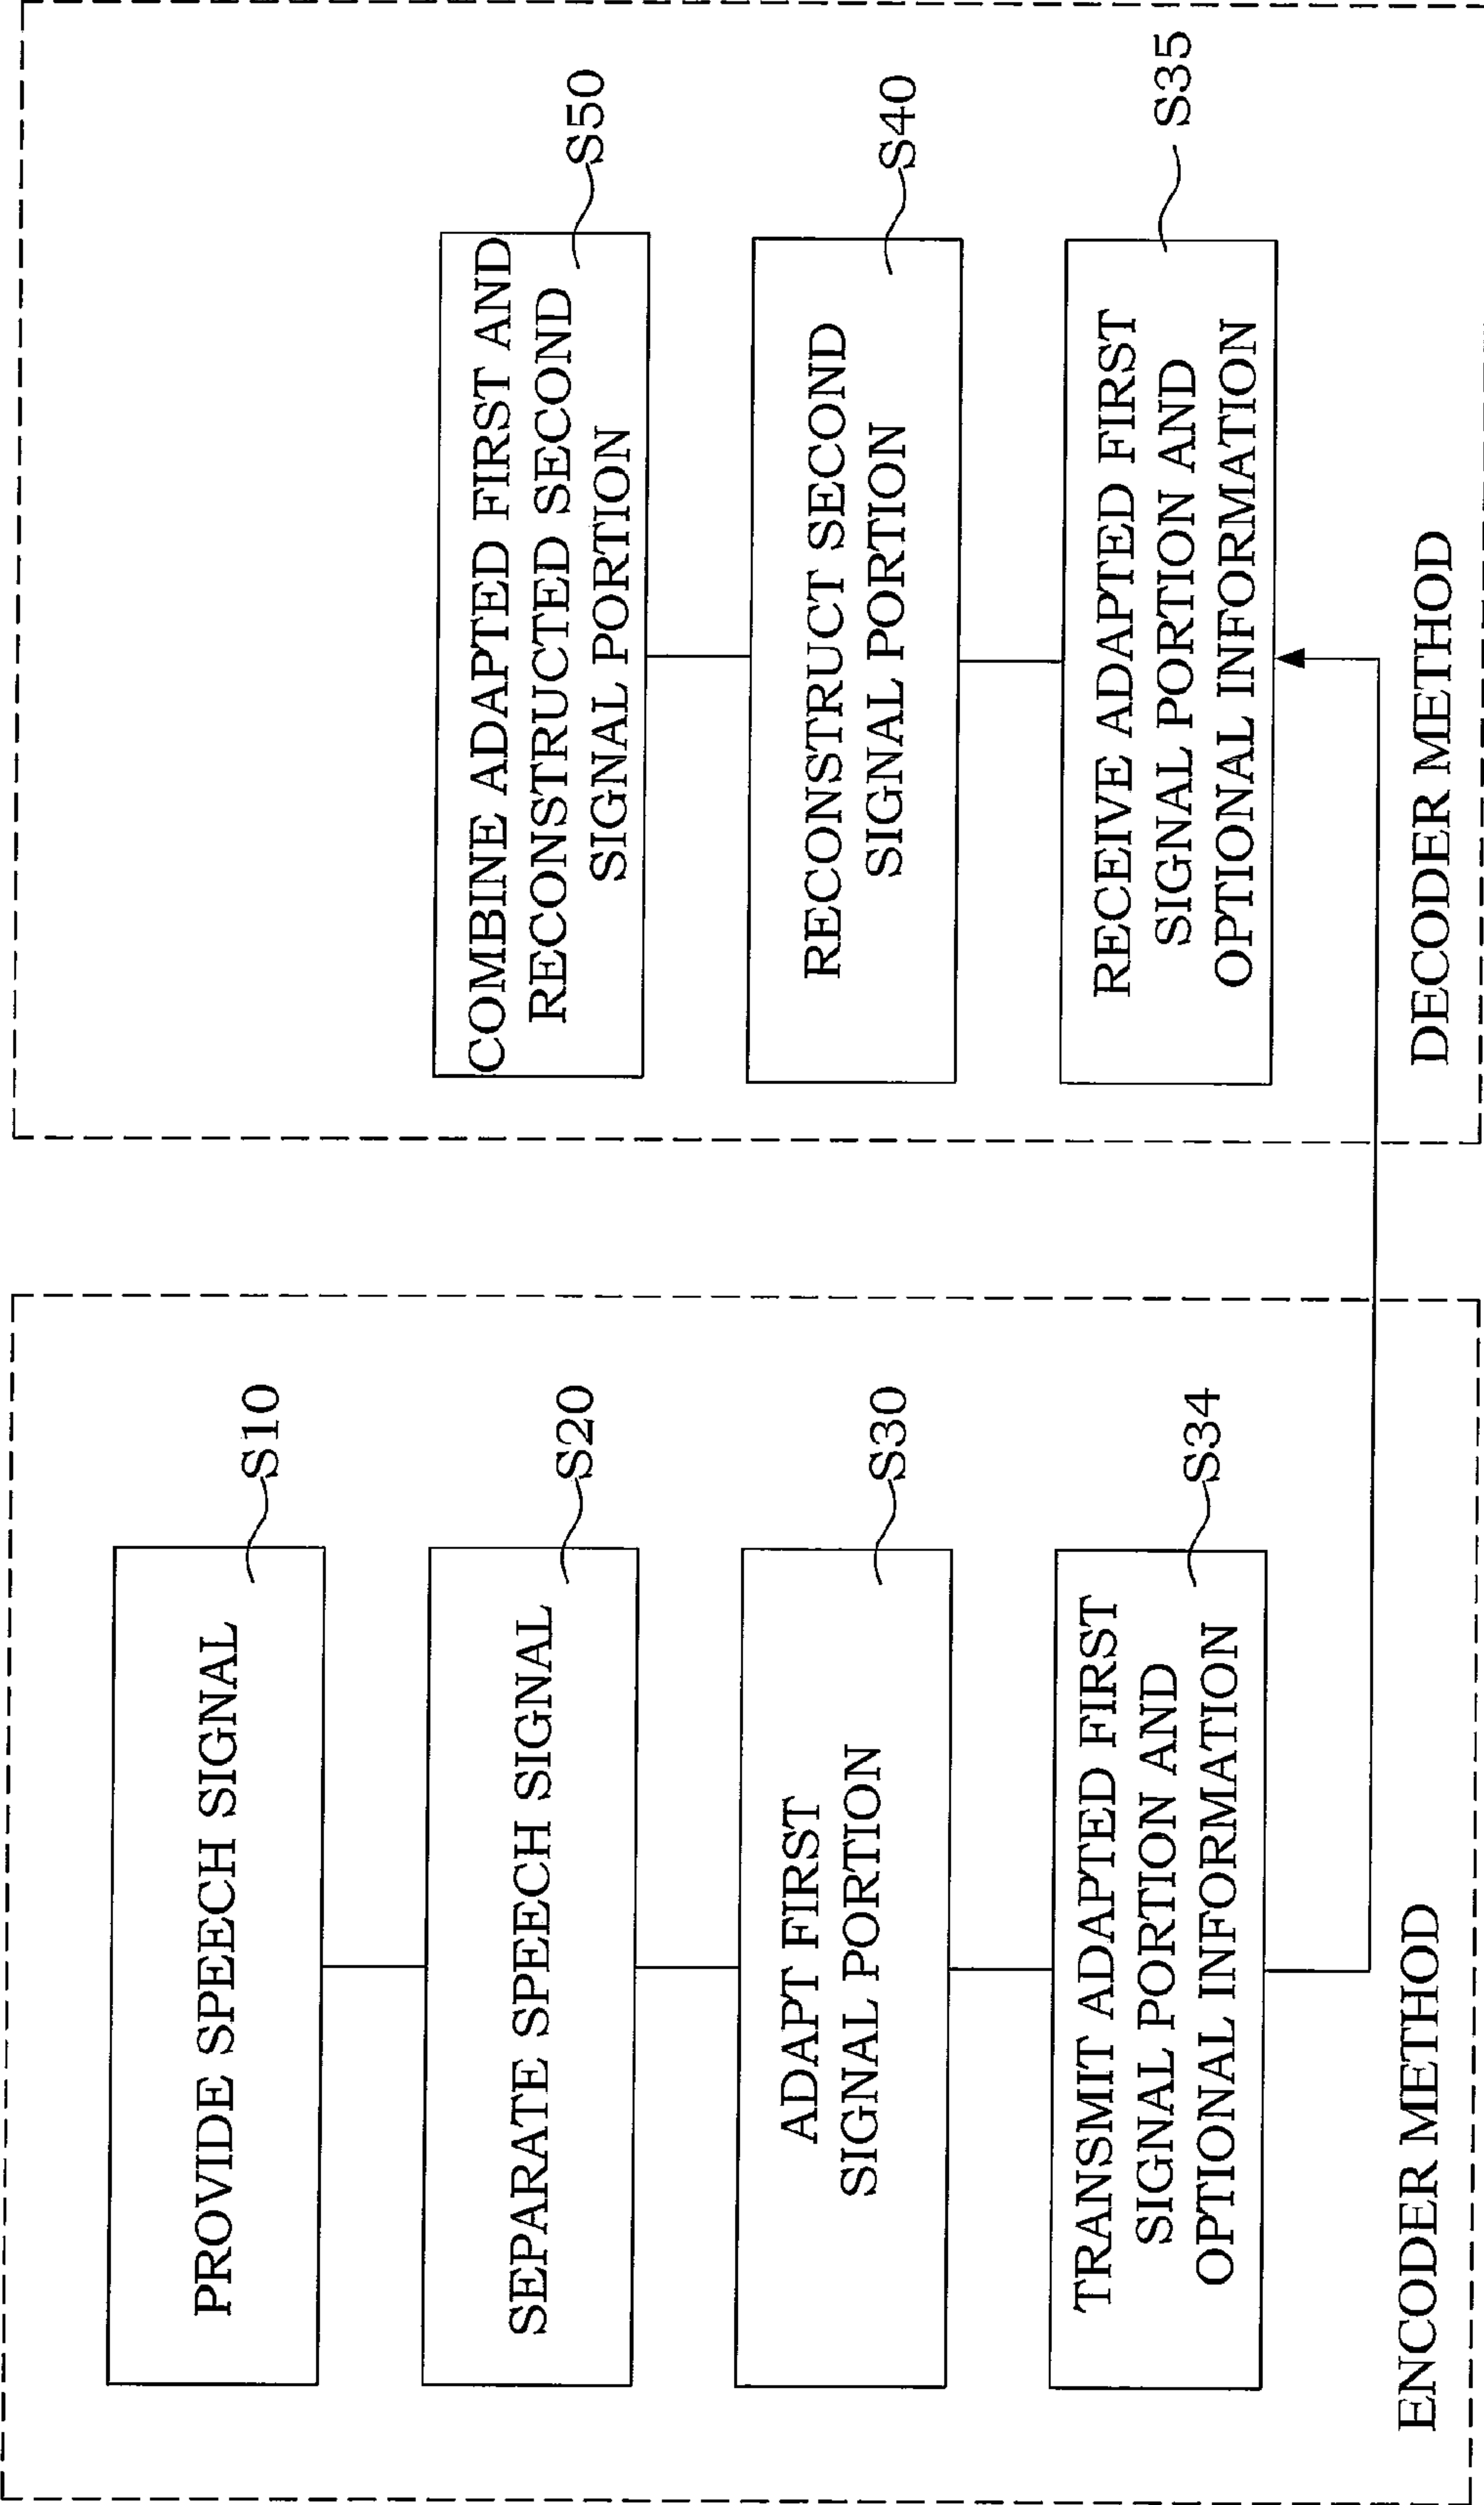 PROVIDE SPEECH SIGNAL
S10
SEPARATE SPEECH SIGNAL
S20
ADAPT FIRST
SIGNAL PORTION
S30
TRANSMIT ADAPTED FIRST
SIGNAL PORTION AND
OPTIONAL INFORMATION
S34
ENCODER METHOD
COMBINE ADAPTED FIRST AND
RECONSTRUCTED SECOND
SIGNAL PORTION
S50
RECONSTRUCT SECOND
SIGNAL PORTION
S40
RECEIVE ADAPTED FIRST
SIGNAL PORTION AND
OPTIONAL INFORMATION
S35
DECODER METHOD